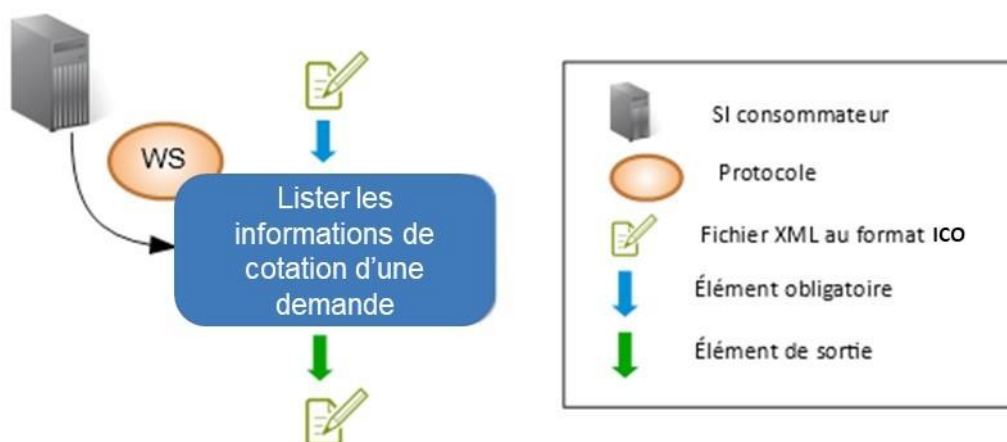 WS
Lister les
informations de
cotation d’une
demande
SI consommateur
Protocole
Fichier XML au format ICO
Élément obligatoire
Élément de sortie